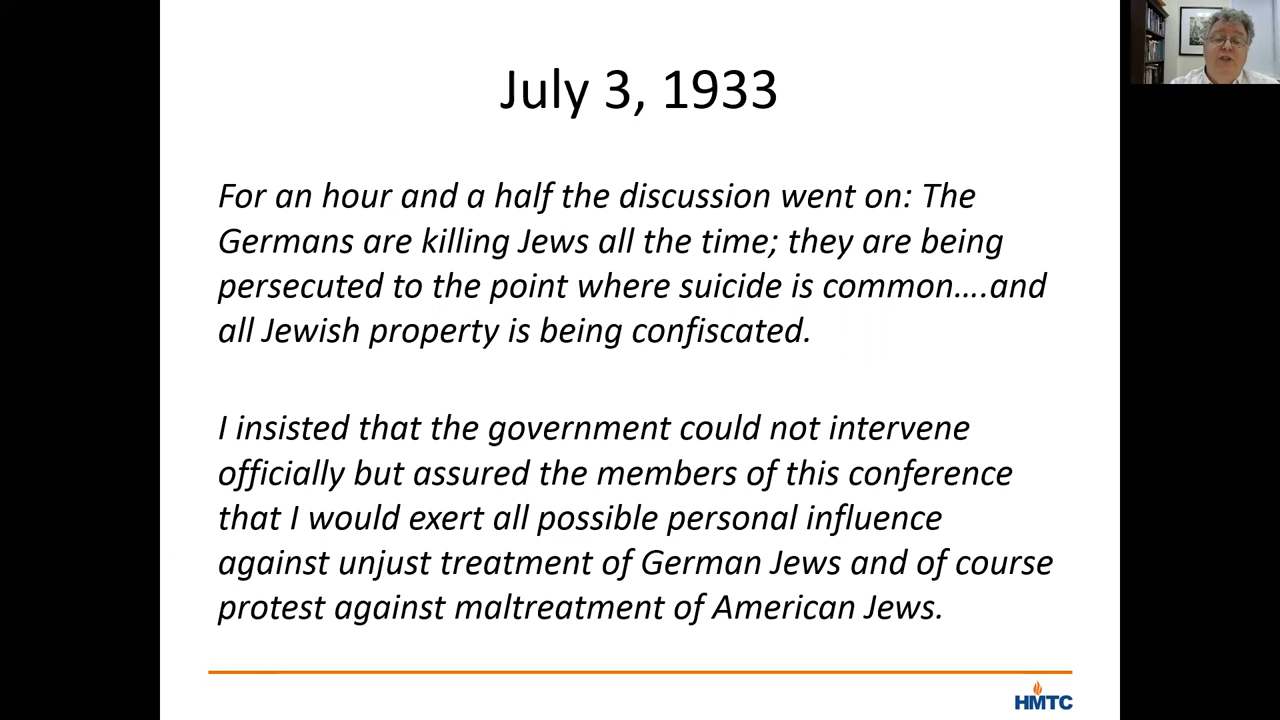 July 3, 1933
For an hour and a half the discussion went on: The
Germans are killing Jews all the time; they are being
persecuted to the point where suicide is common….and
all Jewish property is being confiscated.
I insisted that the government could not intervene
officially but assured the members of this conference
that I would exert all possible personal influence
against unjust treatment of German Jews and of course
protest against maltreatment of American Jews.
HMTC